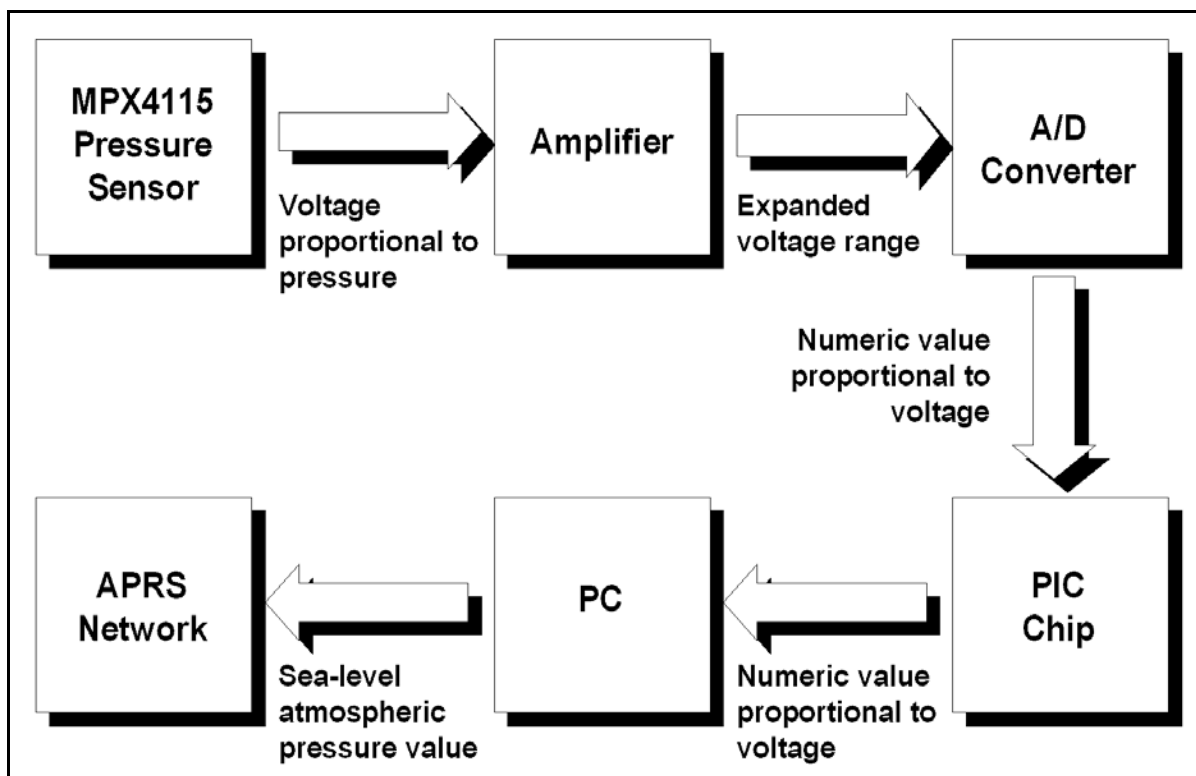 MPX4115
Pressure
Sensor
Voltage
proportional to
pressure
Amplifier
Expanded
voltage range
A/D
Converter
Numeric value
proportional to
voltage
PIC
Chip
Numeric value
proportional to
voltage
PC
Sea-level
atmospheric
pressure value
APRS
Network